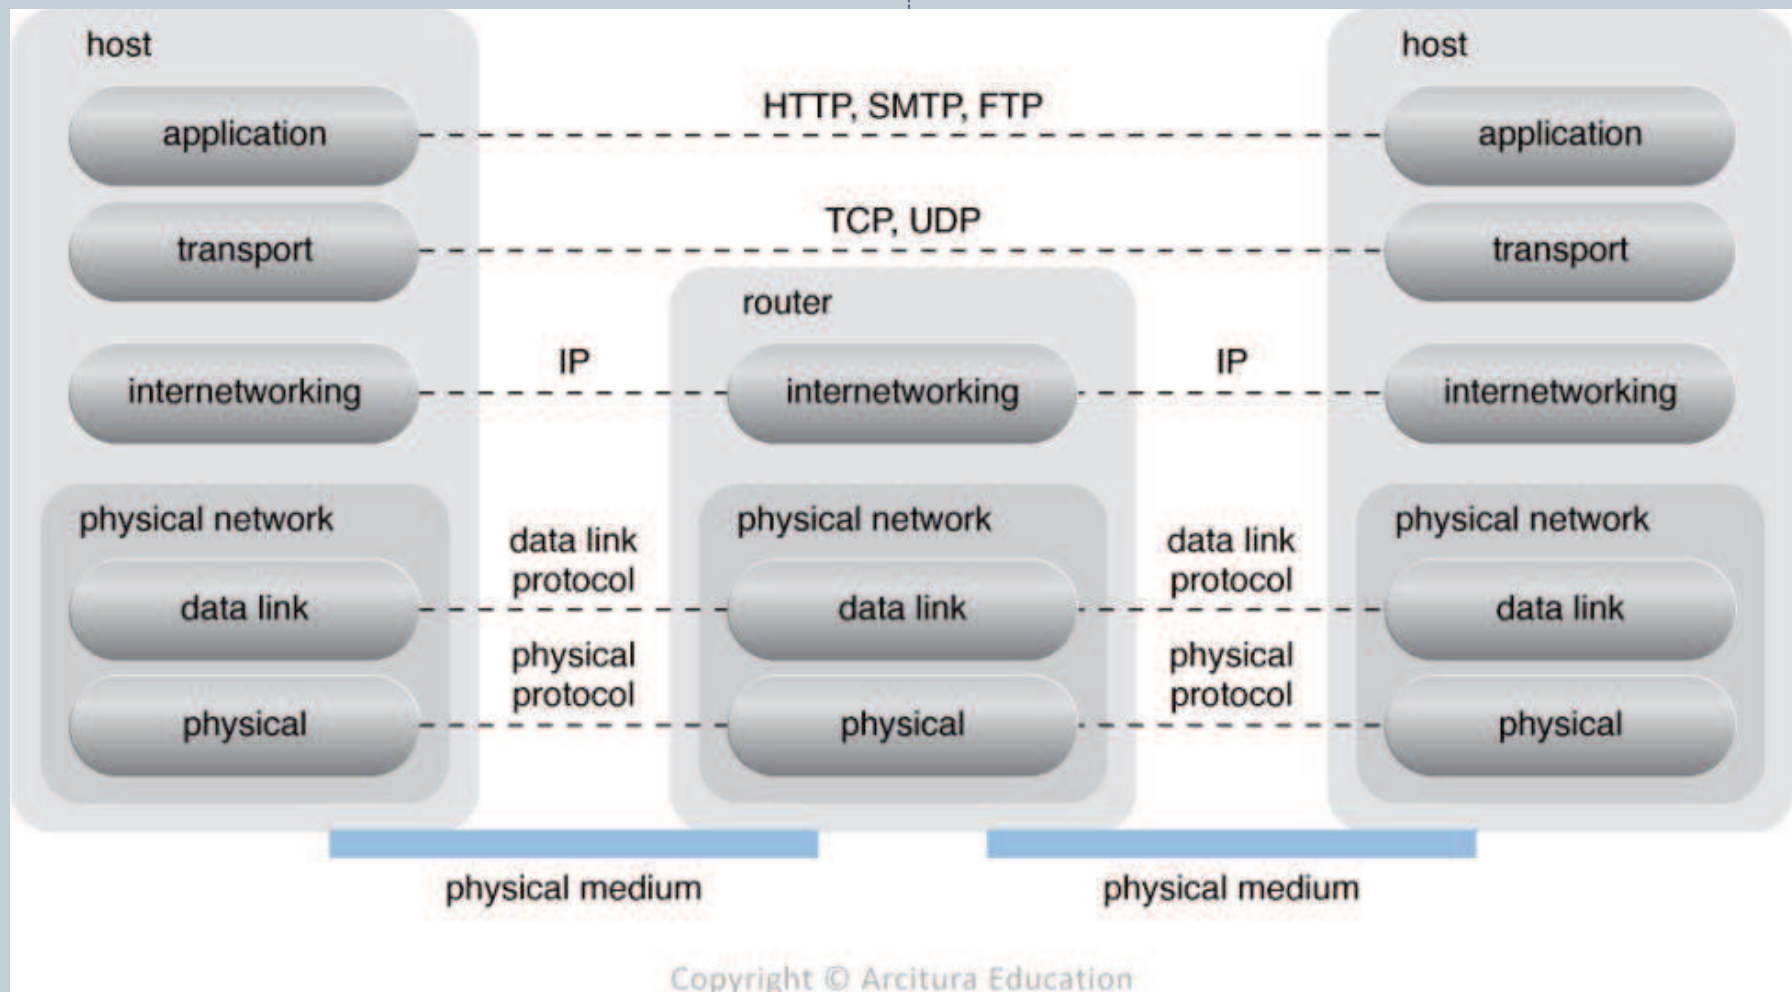 host
host
HTTP, SMTP, FTP
application
application
TCP, UDP
transport
transport
router
IP
IP
internetworking
internetworking
internetworking
physical network
physical network
physical network
data link
protocol
data link
protocol
data link
data link
data link
physical
protocol
physical
protocol
physical
physical
physical
physical medium
physical medium
Copyright © Arcitura Education